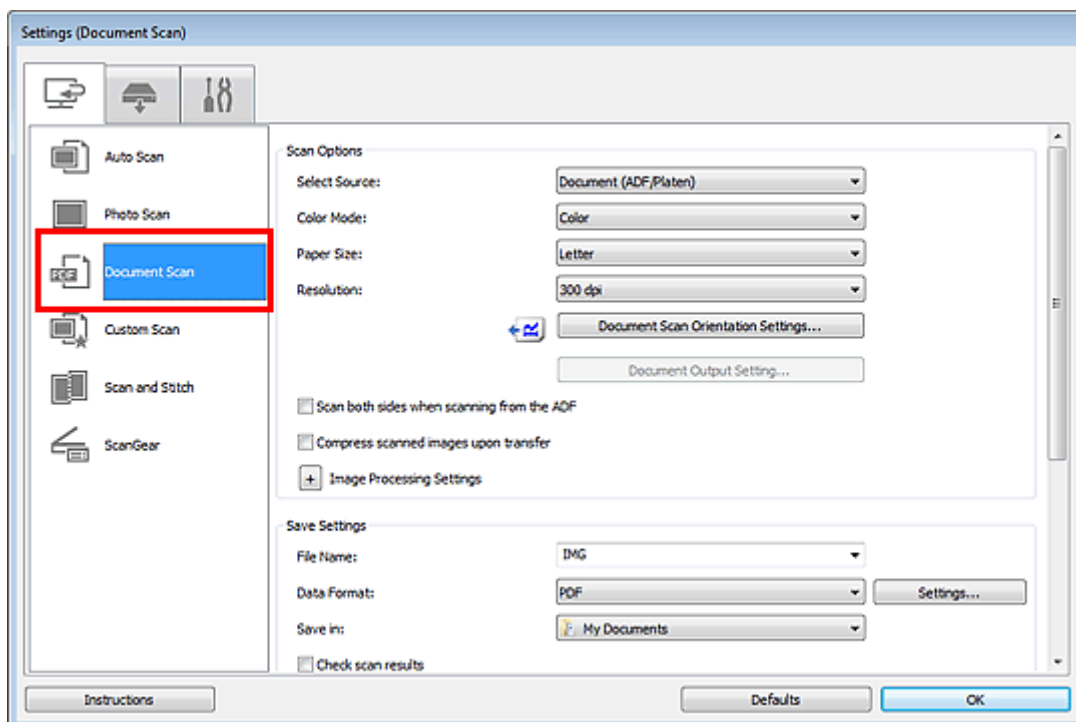 Settings (Document Scan)
Auto Scan
Photo Scan
PDF
Document Scan
Custom Scan
Scan and Stitch
ScanGear
Scan Options
Select Source: Document (ADF/Platen)
Color Mode: Color
Paper Size: Letter
Resolution: 300 dpi
R Document Scan Orientation Settings...
Document Output Setting...
Scan both sides when scanning from the ADF
Compress scanned images upon transfer
+ Image Processing Settings
Save Settings
File Name: IMG
Data Format: PDF Settings...
Save in: My Documents
Check scan results
Instructions Defaults OK